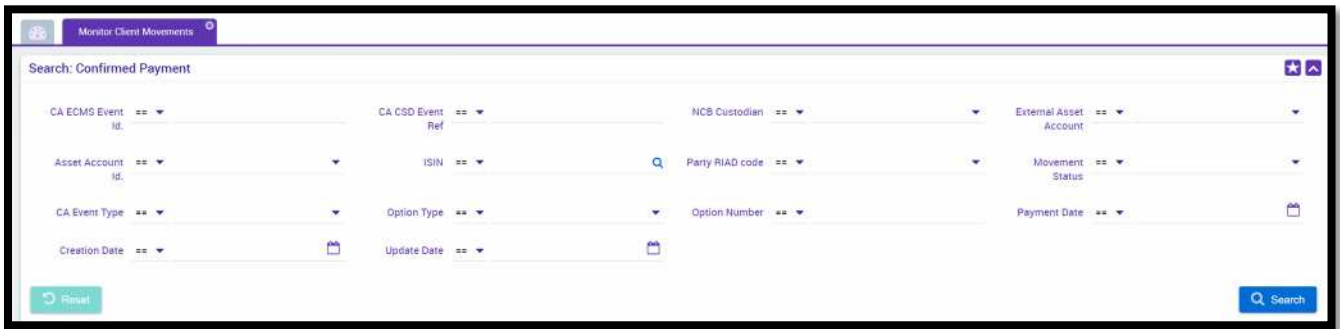 Monitor Client Movements
Search: Confirmed Payment
CA ECMS Event Id. ==
CA CSD Event Ref ==
NCB Custodian ==
External Asset Account ==
Asset Account Id. ==
ISIN ==
Party RIAD code ==
Movement Status ==
CA Event Type ==
Option Type ==
Option Number ==
Payment Date ==
Creation Date ==
Update Date ==
Reset
Search